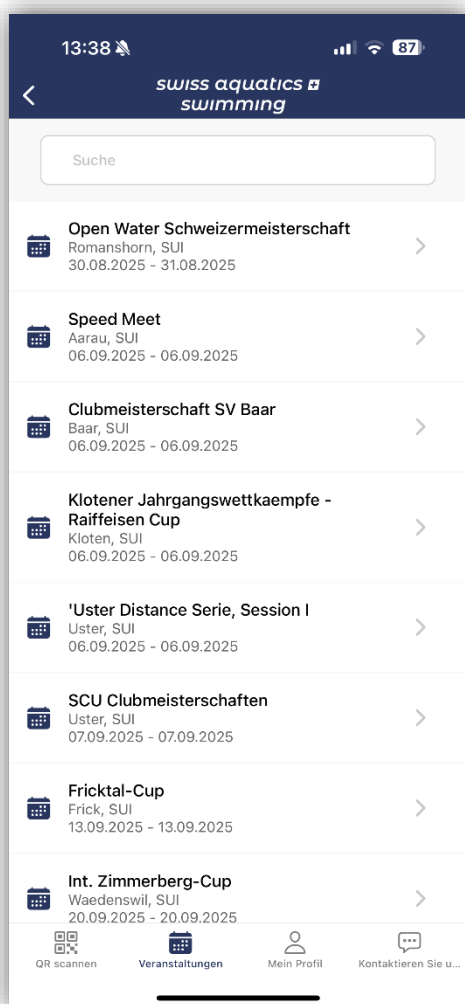 13:38
87
swiss aquatics
swimming
Suche
Open Water Schweizermeisterschaft
Romanshorn, SUI
30.08.2025 - 31.08.2025
Speed Meet
Aarau, SUI
06.09.2025 - 06.09.2025
Clubmeisterschaft SV Baar
Baar, SUI
06.09.2025 - 06.09.2025
Klotener Jahrgangswettkaempfe -
Raiffeisen Cup
Kloten, SUI
06.09.2025 - 06.09.2025
'Uster Distance Serie, Session I
Uster, SUI
06.09.2025 - 06.09.2025
SCU Clubmeisterschaften
Uster, SUI
07.09.2025 - 07.09.2025
Fricktal-Cup
Frick, SUI
13.09.2025 - 13.09.2025
Int. Zimmerberg-Cup
Waedenswil, SUI
20.09.2025 - 20.09.2025
QR scannen
Veranstaltungen
Mein Profil
Kontaktieren Sie u...